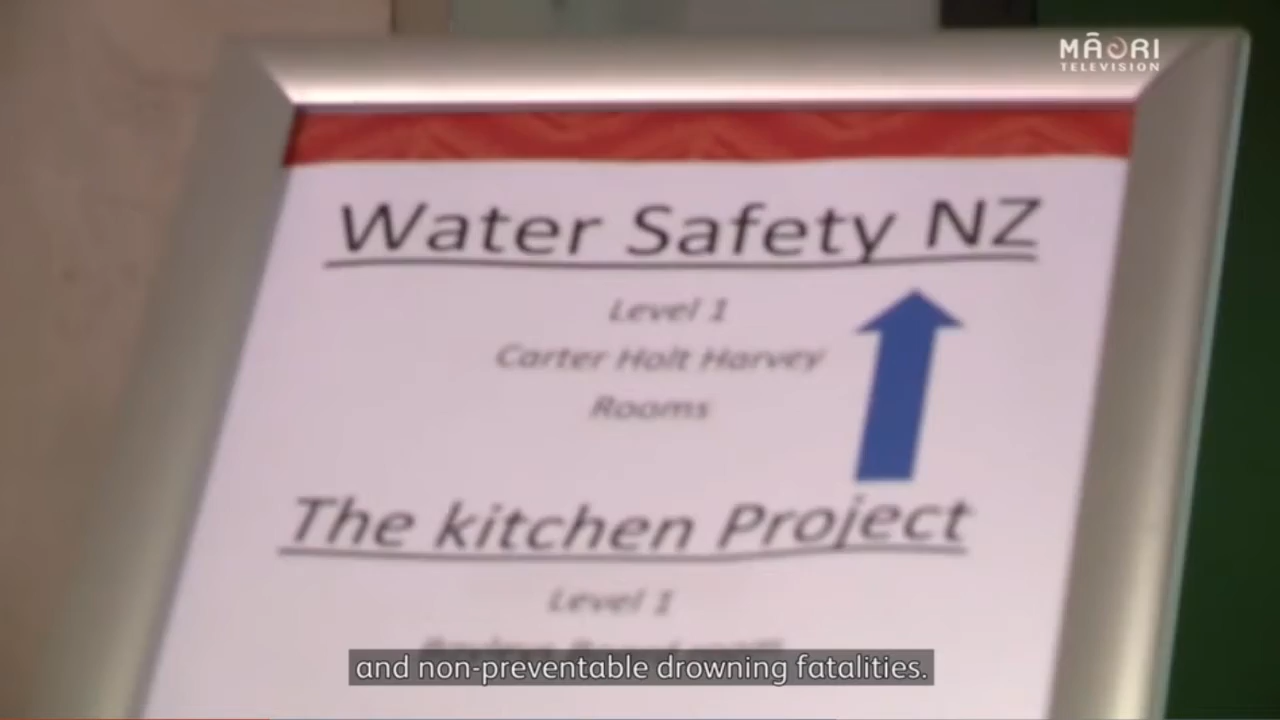 MĀORI
TELEVISION
Water Safety NZ
Level 1
Carter Holt Harvey
Rooms
The kitchen Project
Level 1
and non-preventable drowning fatalities.